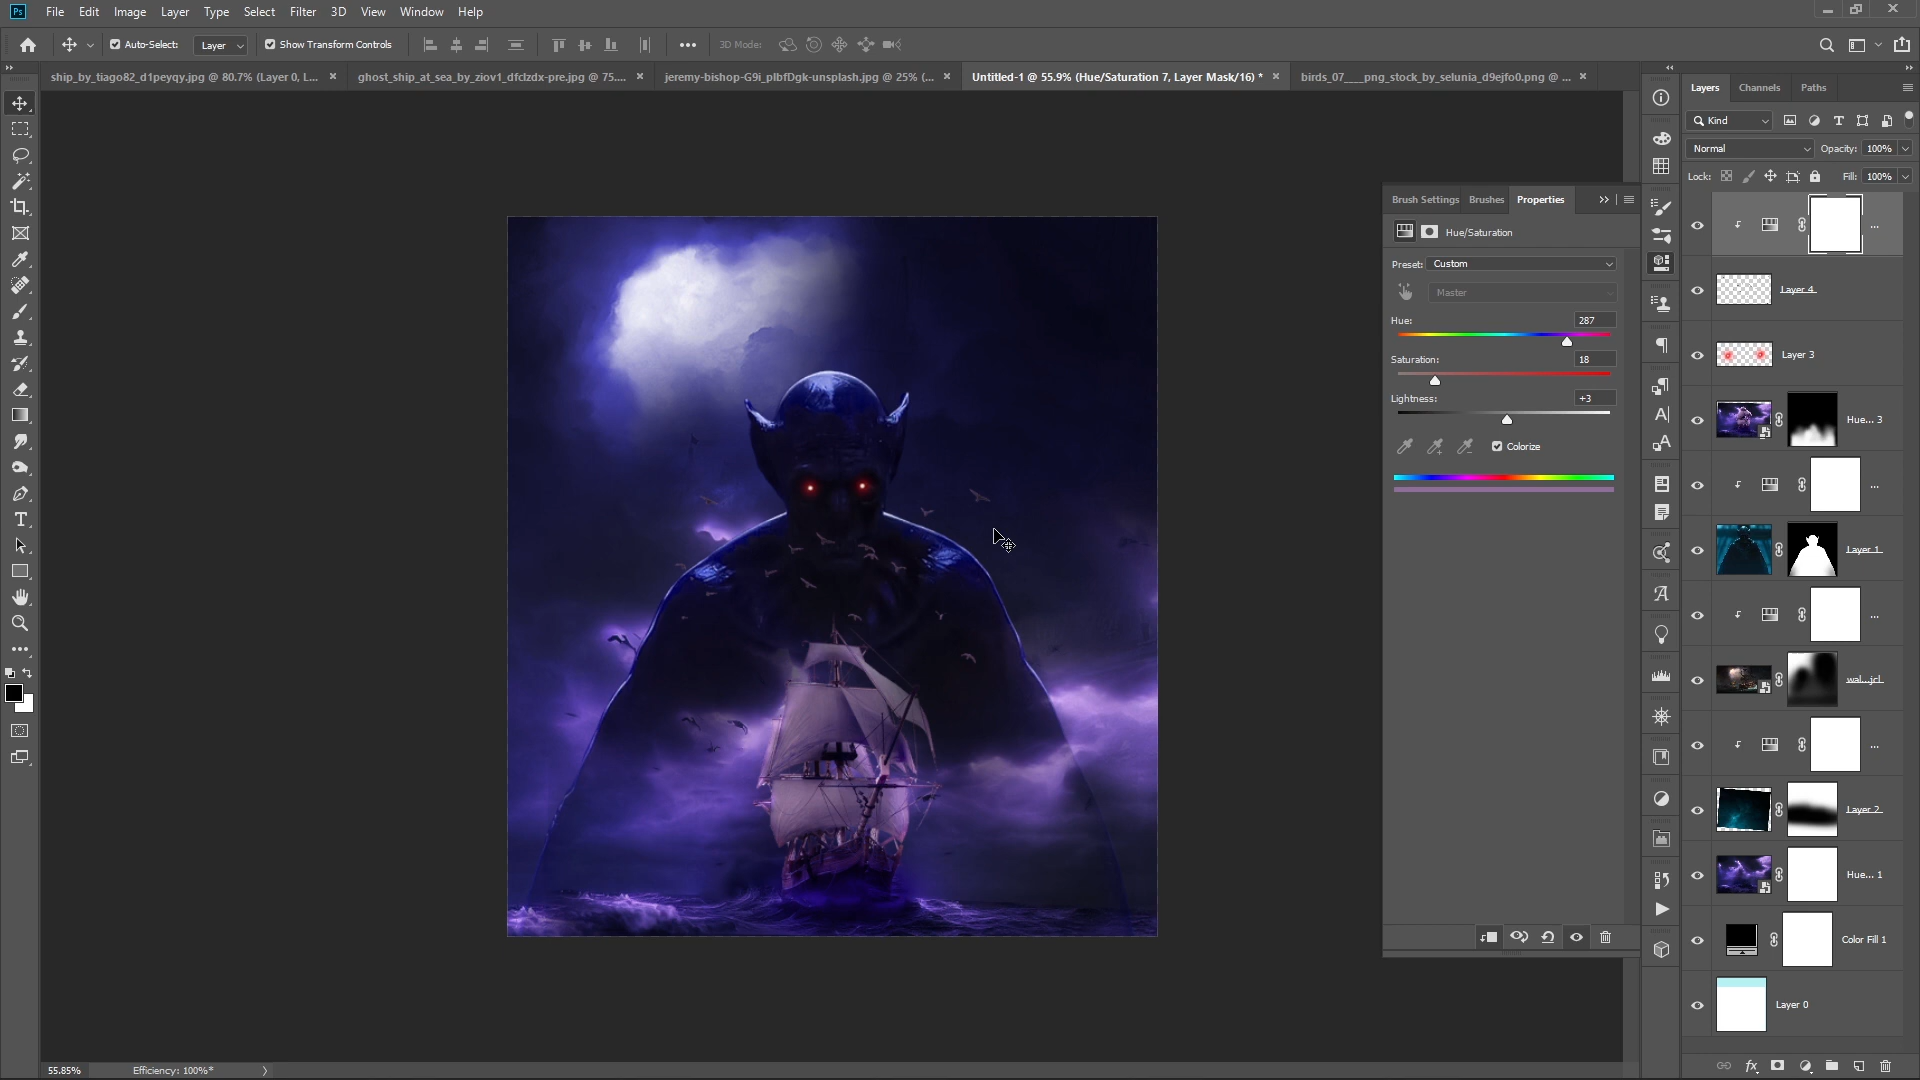 Ps File Edit Image Layer Type Select Filter 3D View Window Help
Auto-Select: Layer Show Transform Controls 3D Mode:
ship_by_tiago82_d1peyqy.jpg @ 80.7% (Layer 0, L... ghost_ship_at_sea_by_ziov1_dfclzdx-pre.jpg @ 75.... jeremy-bishop-G9i_plbfDgk-unsplash.jpg @ 25% (... Untitled-1 @ 55.9% (Hue/Saturation 7, Layer Mask/16) * birds_07____png_stock_by_selunia_d9ejfo0.png @ ...
Layers Channels Paths
Kind
Normal Opacity: 100%
Lock: Fill: 100%
Brush Settings Brushes Properties
Hue/Saturation
Preset: Custom
Master
Hue: 287
Saturation: 18
Lightness: +3
Colorize
...
Layer 4
Layer 3
Hue... 3
...
Layer 1
...
wal...jcl
...
Layer 2
Hue... 1
Color Fill 1
Layer 0
55.85% Efficiency: 100%*